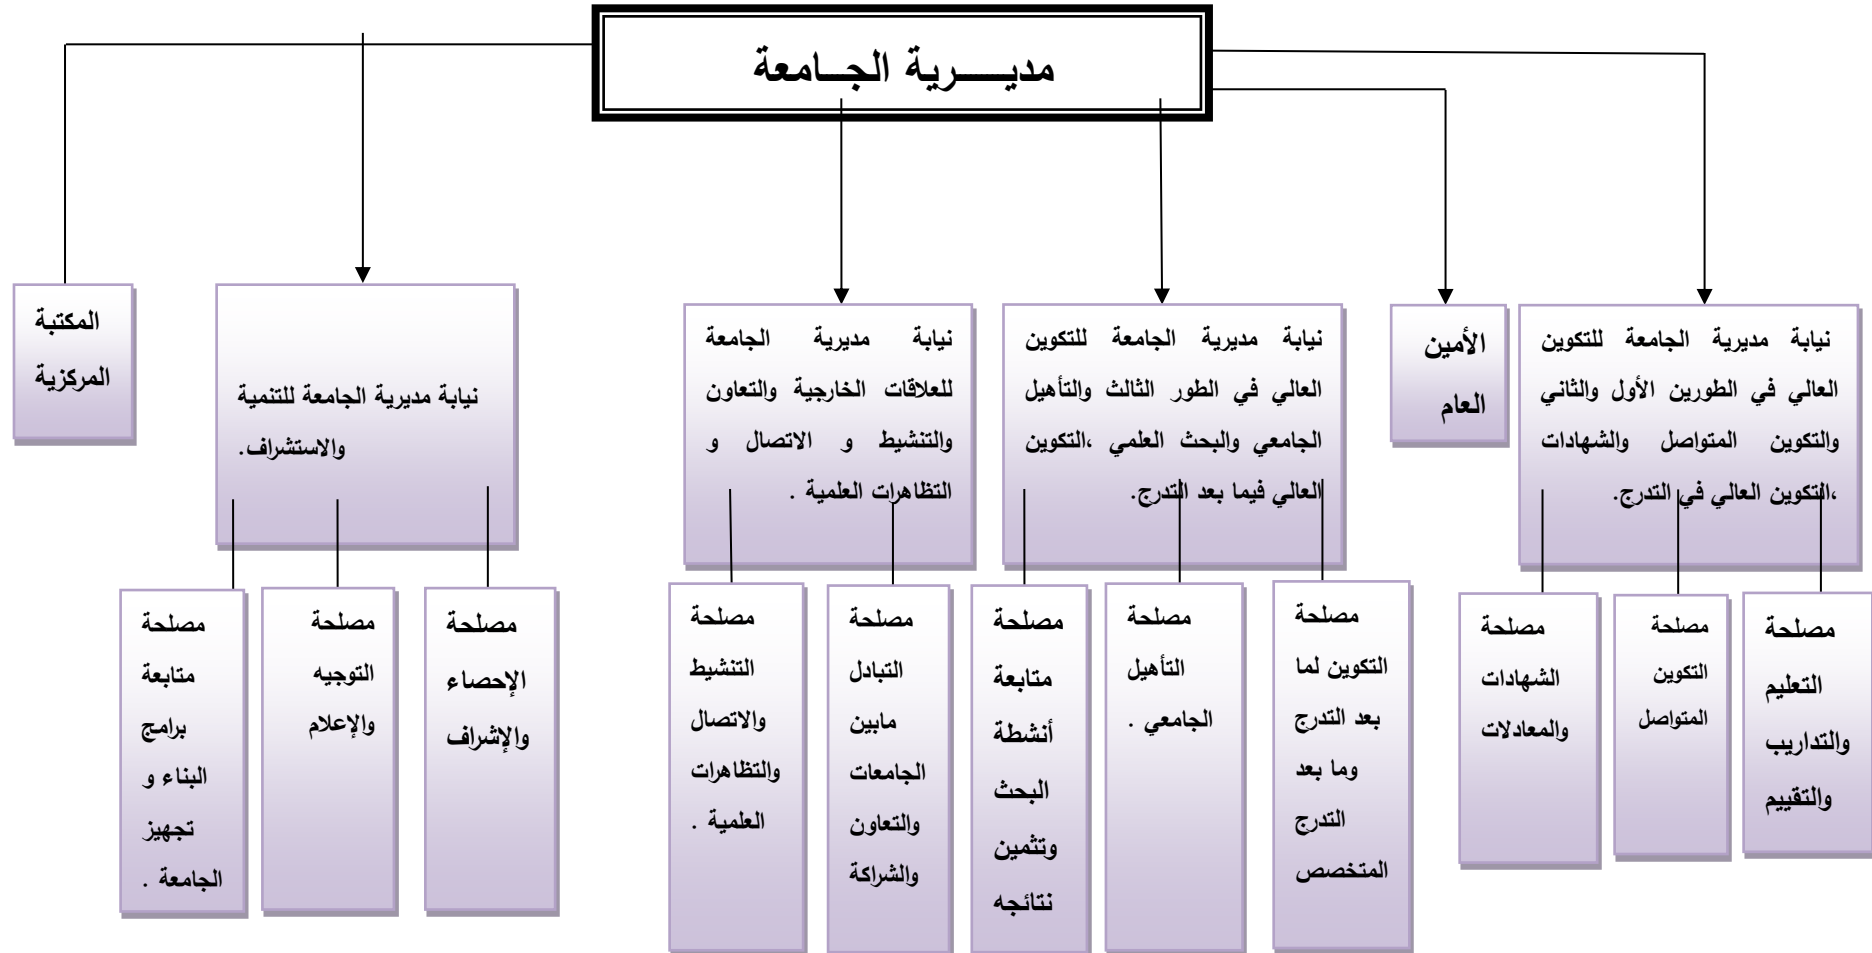 مديـــــرية الجـــامعة
نيابة مديرية الجامعة للتكوين
العالي في الطورين الأول والثاني
والتكوين المتواصل والشهادات
،التكوين العالي في التدرج.
الأمين
العام
نيابة مديرية الجامعة للتكوين
العالي في الطور الثالث والتأهيل
الجامعي والبحث العلمي ،التكوين
العالي فيما بعد التدرج.
نيابة مديرية الجامعة
للعلاقات الخارجية والتعاون
والتنشيط و الاتصال و
التظاهرات العلمية .
نيابة مديرية الجامعة للتنمية
والاستشراف.
المكتبة
المركزية
مصلحة
التعليم
والتداريب
والتقييم
مصلحة
التكوين
المتواصل
مصلحة
الشهادات
والمعادلات
مصلحة
التكوين لما
بعد التدرج
وما بعد
التدرج
المتخصص
مصلحة
التأهيل
الجامعي .
مصلحة
متابعة
أنشطة
البحث
وتثمين
نتائجه
مصلحة
التبادل
مابين
الجامعات
والتعاون
والشراكة
مصلحة
التنشيط
والاتصال
والتظاهرات
العلمية .
مصلحة
الإحصاء
والإشراف
مصلحة
التوجيه
والإعلام
مصلحة
متابعة
برامج
البناء و
تجهيز
الجامعة .